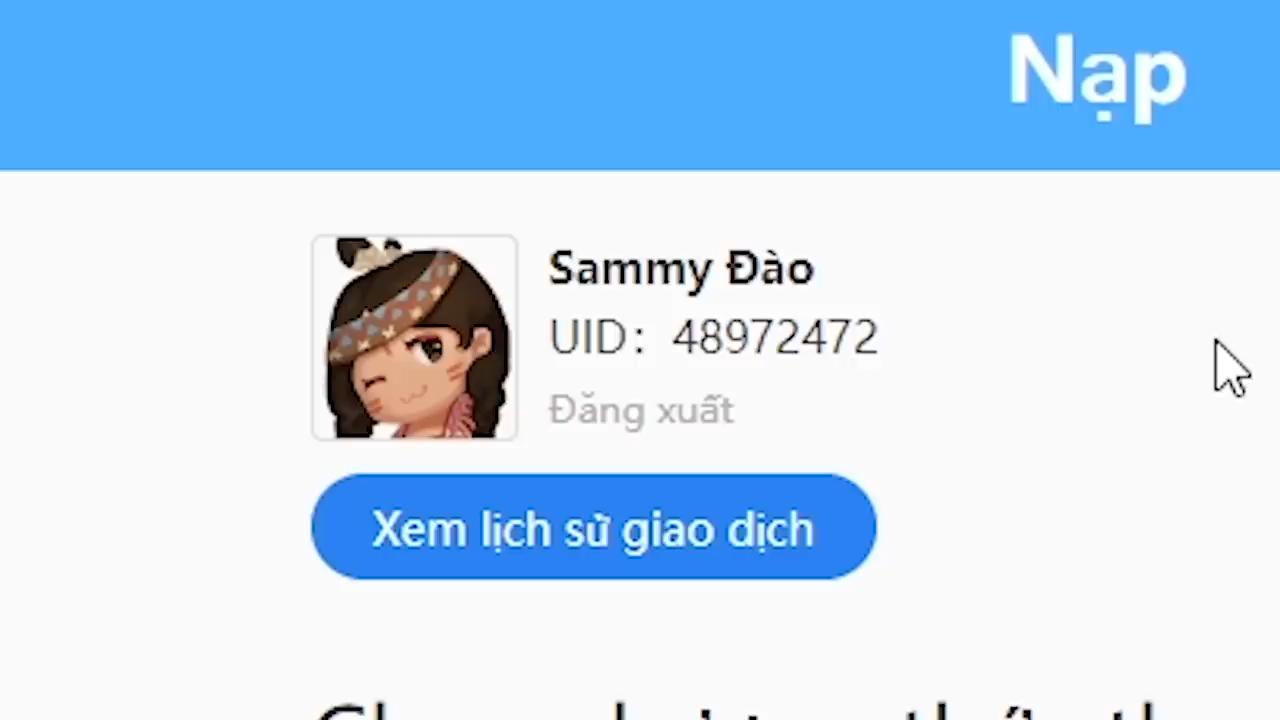 Nạp
Sammy Đào
UID: 48972472
Đăng xuất
Xem lịch sử giao dịch